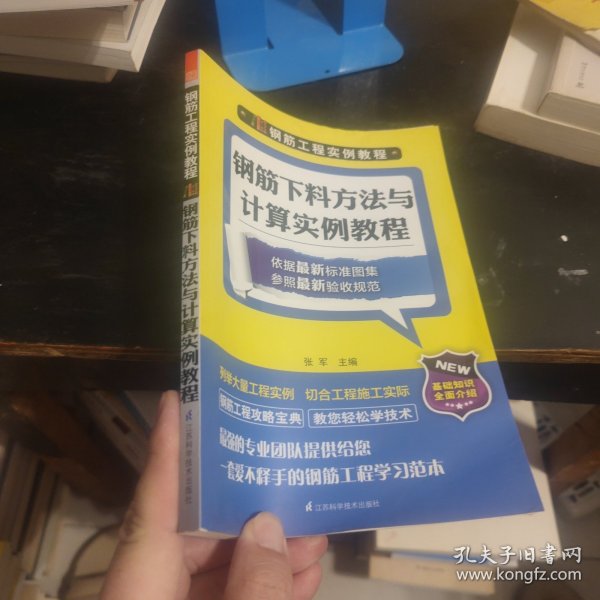 钢筋工程实例教程
钢筋下料方法与计算实例教程
江苏科学技术出版社
钢筋工程实例教程
钢筋下料方法与
计算实例教程
依据最新标准图集
参照最新验收规范
张军 主编
NEW
基础知识
全面介绍
列举大量工程实例 切合工程施工实际
钢筋工程攻略宝典 教您轻松学技术
最强的专业团队提供给您
一套爱不释手的钢筋工程学习范本
江苏科学技术出版社
孔夫子旧书网
www.kongfz.com